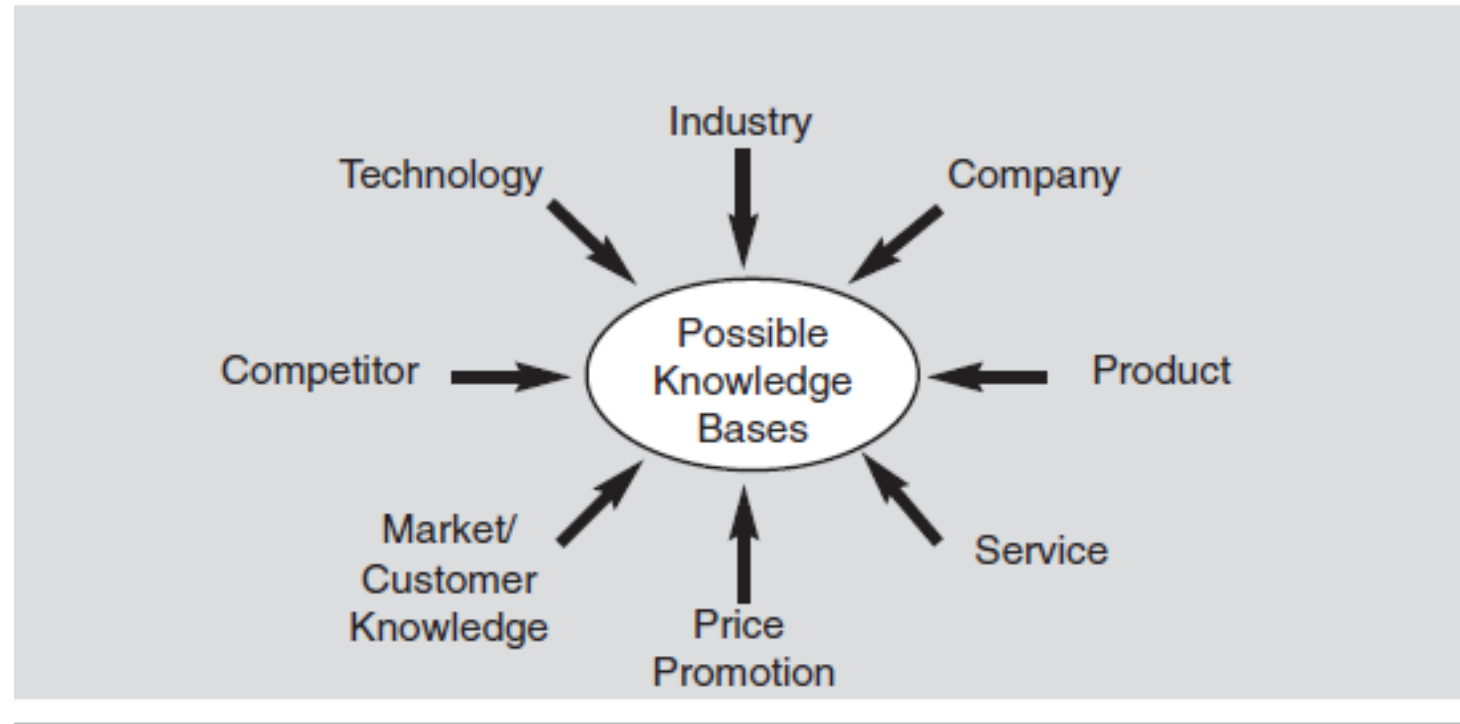 Industry
Technology
Company
Possible
Knowledge
Bases
Competitor
Product
Market/
Customer
Knowledge
Service
Price
Promotion